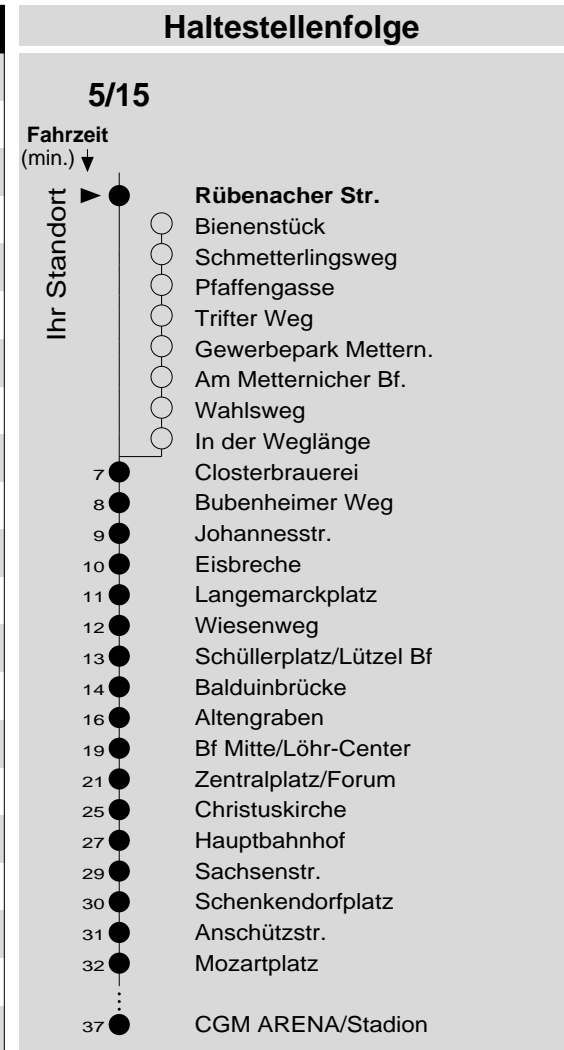 Haltestellenfolge
5/15
Fahrzeit
(min.)
Ihr Standort
Rübenacher Str.
Bienenstück
Schmetterlingsweg
Pfaffengasse
Trifter Weg
Gewerbepark Mettern.
Am Metternicher Bf.
Wahlsweg
In der Weglänge
7 Closterbrauerei
8 Bubenheimer Weg
9 Johannesstr.
10 Eisbreche
11 Langemarckplatz
12 Wiesenweg
13 Schüllerplatz/Lützel Bf
14 Balduinbrücke
16 Altengraben
19 Bf Mitte/Löhr-Center
21 Zentralplatz/Forum
25 Christuskirche
27 Hauptbahnhof
29 Sachsenstr.
30 Schenkendorfplatz
31 Anschützstr.
32 Mozartplatz
37 CGM ARENA/Stadion